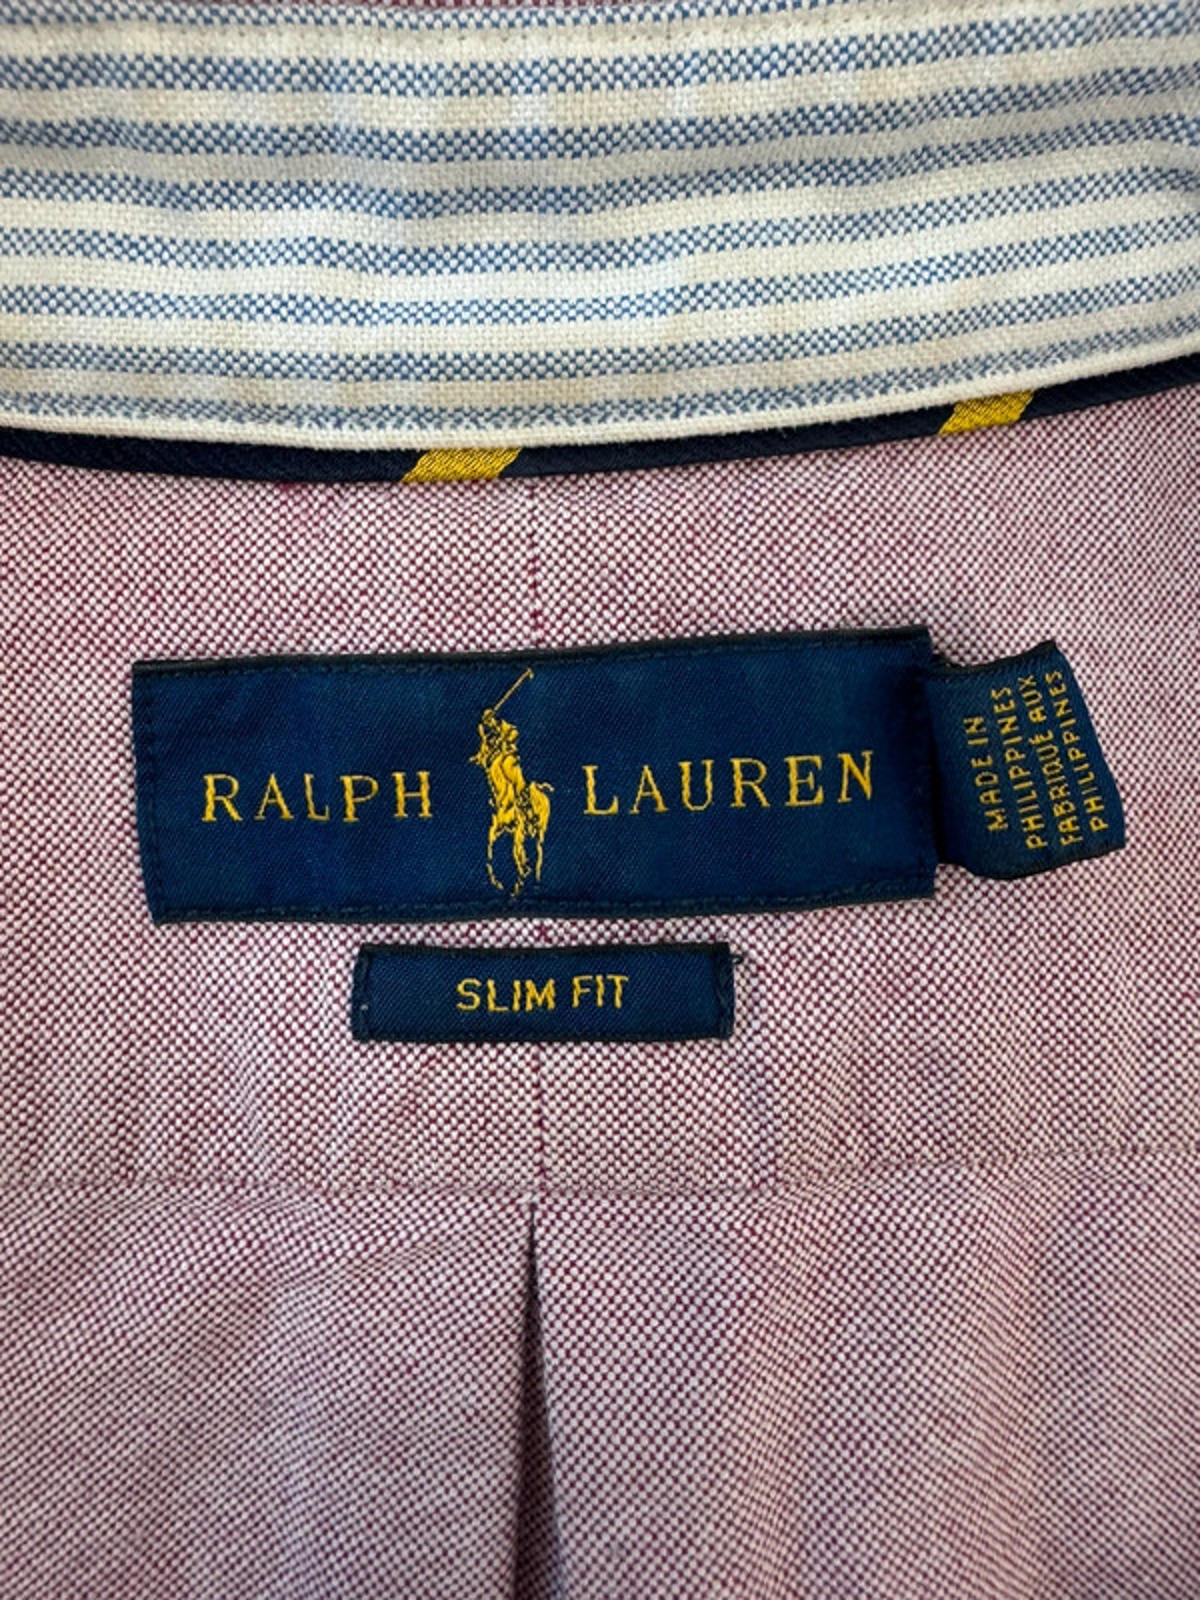 RALPH LAUREN
MADE IN
PHILIPPINES
FABRIQUÉ AUX
PHILIPPINES
SLIM FIT